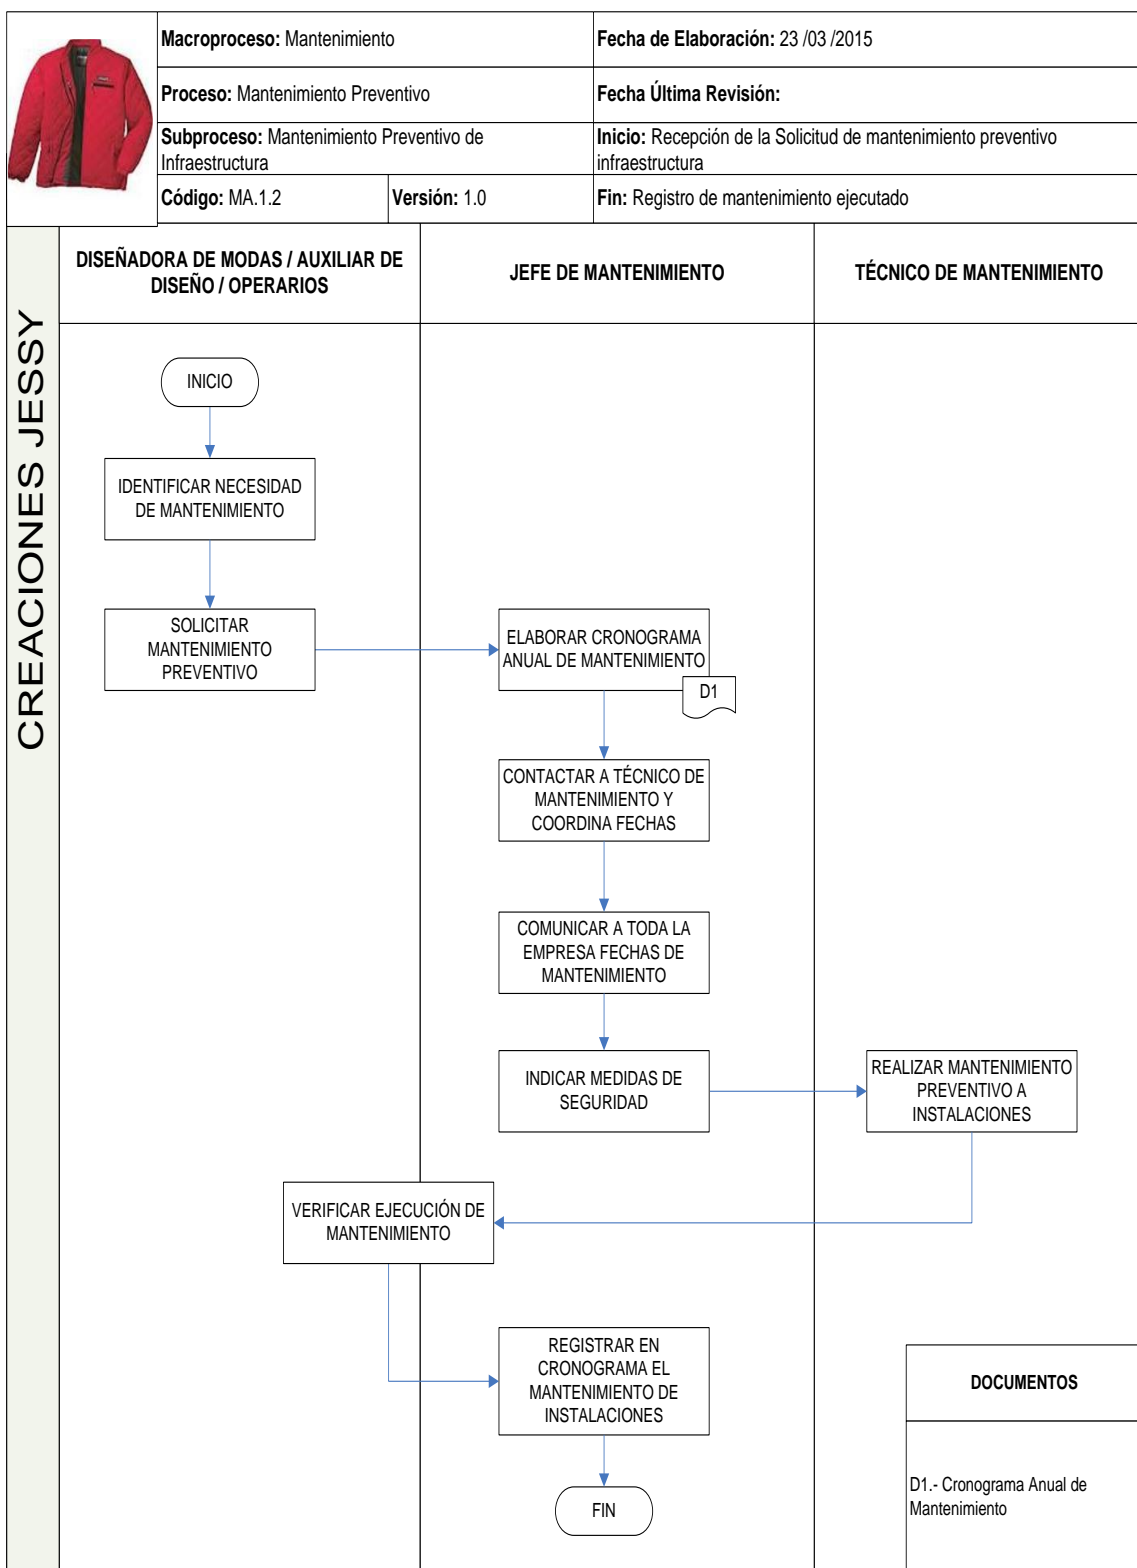 Macroproceso: Mantenimiento
Fecha de Elaboración: 23 /03 /2015
Proceso: Mantenimiento Preventivo
Fecha Última Revisión:
Subproceso: Mantenimiento Preventivo de
Infraestructura
Inicio: Recepción de la Solicitud de mantenimiento preventivo
infraestructura
Código: MA.1.2
Versión: 1.0
Fin: Registro de mantenimiento ejecutado
CREACIONES JESSY
DISEÑADORA DE MODAS / AUXILIAR DE
DISEÑO / OPERARIOS
JEFE DE MANTENIMIENTO
TÉCNICO DE MANTENIMIENTO
INICIO
IDENTIFICAR NECESIDAD
DE MANTENIMIENTO
SOLICITAR
MANTENIMIENTO
PREVENTIVO
ELABORAR CRONOGRAMA
ANUAL DE MANTENIMIENTO
D1
CONTACTAR A TÉCNICO DE
MANTENIMIENTO Y
COORDINA FECHAS
COMUNICAR A TODA LA
EMPRESA FECHAS DE
MANTENIMIENTO
INDICAR MEDIDAS DE
SEGURIDAD
REALIZAR MANTENIMIENTO
PREVENTIVO A
INSTALACIONES
VERIFICAR EJECUCIÓN DE
MANTENIMIENTO
REGISTRAR EN
CRONOGRAMA EL
MANTENIMIENTO DE
INSTALACIONES
FIN
DOCUMENTOS
D1.- Cronograma Anual de
Mantenimiento